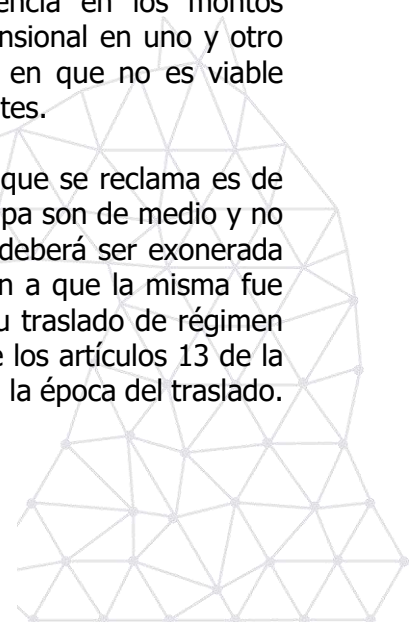 encia en los montos
nsional en uno y otro
en que no es viable
tes.
que se reclama es de
pa son de medio y no
deberá ser exonerada
n a que la misma fue
u traslado de régimen
e los artículos 13 de la
la época del traslado.